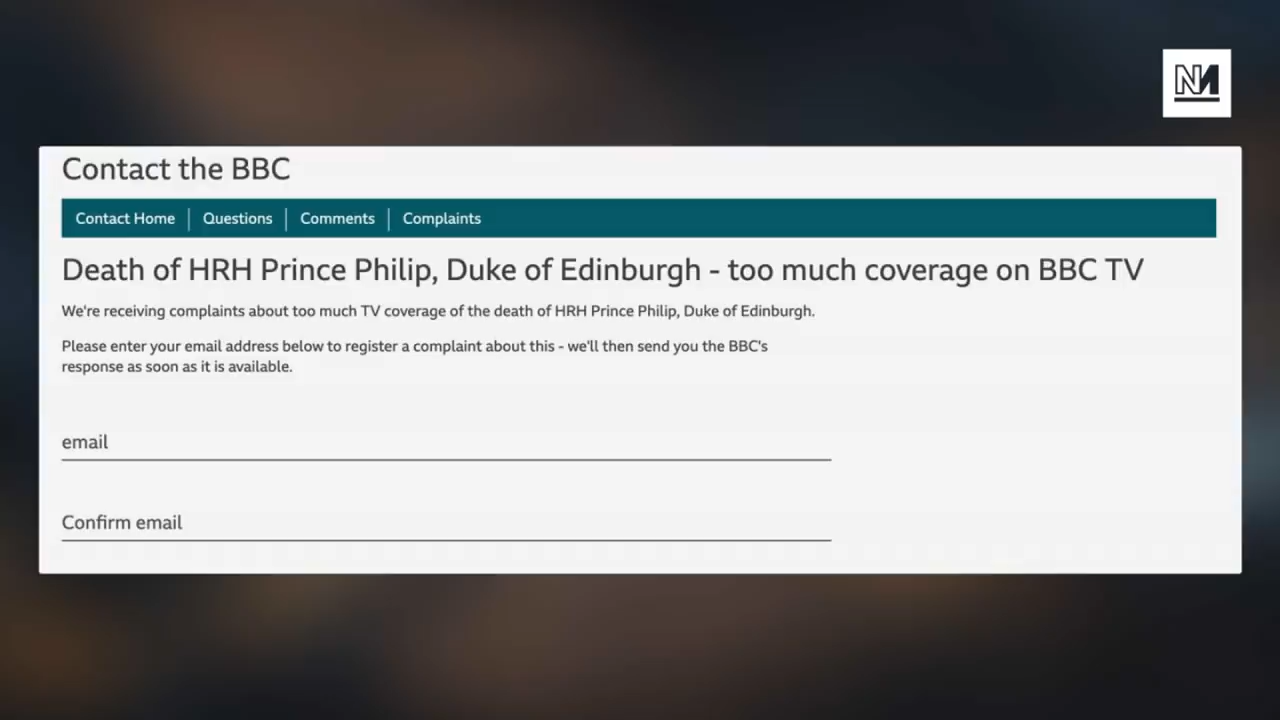 NM
Contact the BBC
Contact Home | Questions | Comments | Complaints
Death of HRH Prince Philip, Duke of Edinburgh - too much coverage on BBC TV
We're receiving complaints about too much TV coverage of the death of HRH Prince Philip, Duke of Edinburgh.
Please enter your email address below to register a complaint about this - we'll then send you the BBC's
response as soon as it is available.
email
Confirm email